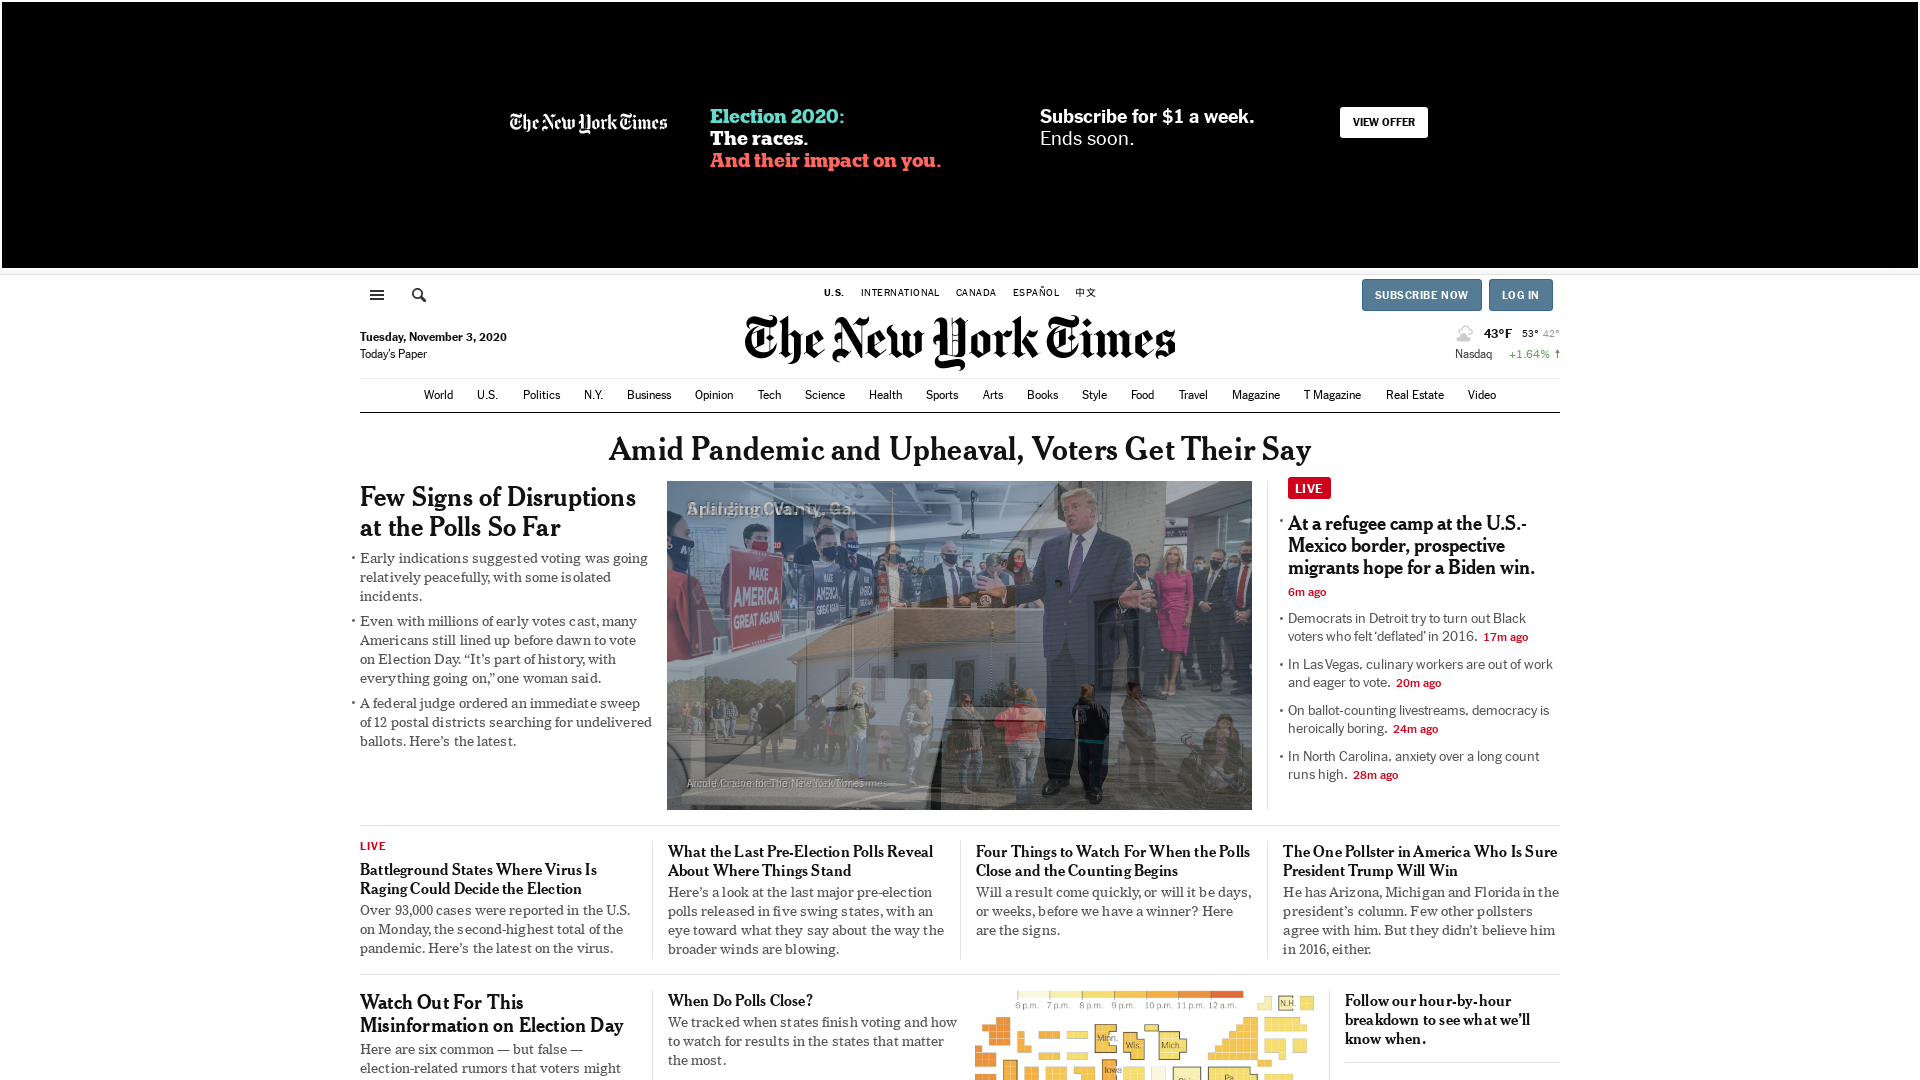 The New York Times
Election 2020:
The races.
And their impact on you.
Subscribe for $1 a week.
Ends soon.
VIEW OFFER
U.S. INTERNATIONAL CANADA ESPAÑOL 中文
SUBSCRIBE NOW
LOG IN
Tuesday, November 3, 2020
Today's Paper
The New York Times
43°F 53° 42°
Nasdaq +1.64% ↑
World U.S. Politics N.Y. Business Opinion Tech Science Health Sports Arts Books Style Food Travel Magazine T Magazine Real Estate Video
Amid Pandemic and Upheaval, Voters Get Their Say
Few Signs of Disruptions
at the Polls So Far
• Early indications suggested voting was going
relatively peacefully, with some isolated
incidents.
• Even with millions of early votes cast, many
Americans still lined up before dawn to vote
on Election Day. “It’s part of history, with
everything going on,” one woman said.
• A federal judge ordered an immediate sweep
of 12 postal districts searching for undelivered
ballots. Here’s the latest.
MAKE
AMERICA
GREAT AGAIN
LIVE
• At a refugee camp at the U.S.-
Mexico border, prospective
migrants hope for a Biden win.
6m ago
• Democrats in Detroit try to turn out Black
voters who felt ‘deflated’ in 2016. 17m ago
• In Las Vegas, culinary workers are out of work
and eager to vote. 20m ago
• On ballot-counting livestreams, democracy is
heroically boring. 24m ago
• In North Carolina, anxiety over a long count
runs high. 28m ago
LIVE
Battleground States Where Virus Is
Raging Could Decide the Election
Over 93,000 cases were reported in the U.S.
on Monday, the second-highest total of the
pandemic. Here’s the latest on the virus.
What the Last Pre-Election Polls Reveal
About Where Things Stand
Here’s a look at the last major pre-election
polls released in five swing states, with an
eye toward what they say about the way the
broader winds are blowing.
Four Things to Watch For When the Polls
Close and the Counting Begins
Will a result come quickly, or will it be days,
or weeks, before we have a winner? Here
are the signs.
The One Pollster in America Who Is Sure
President Trump Will Win
He has Arizona, Michigan and Florida in the
president’s column. Few other pollsters
agree with him. But they didn’t believe him
in 2016, either.
Watch Out For This
Misinformation on Election Day
Here are six common — but false —
election-related rumors that voters might
When Do Polls Close?
We tracked when states finish voting and how
to watch for results in the states that matter
the most.
6 p.m. 7 p.m. 8 p.m. 9 p.m. 10 p.m. 11 p.m. 12 a.m.
N.H.
Minn.
Wis.
Mich.
Iowa
Pa.
Follow our hour-by-hour
breakdown to see what we’ll
know when.